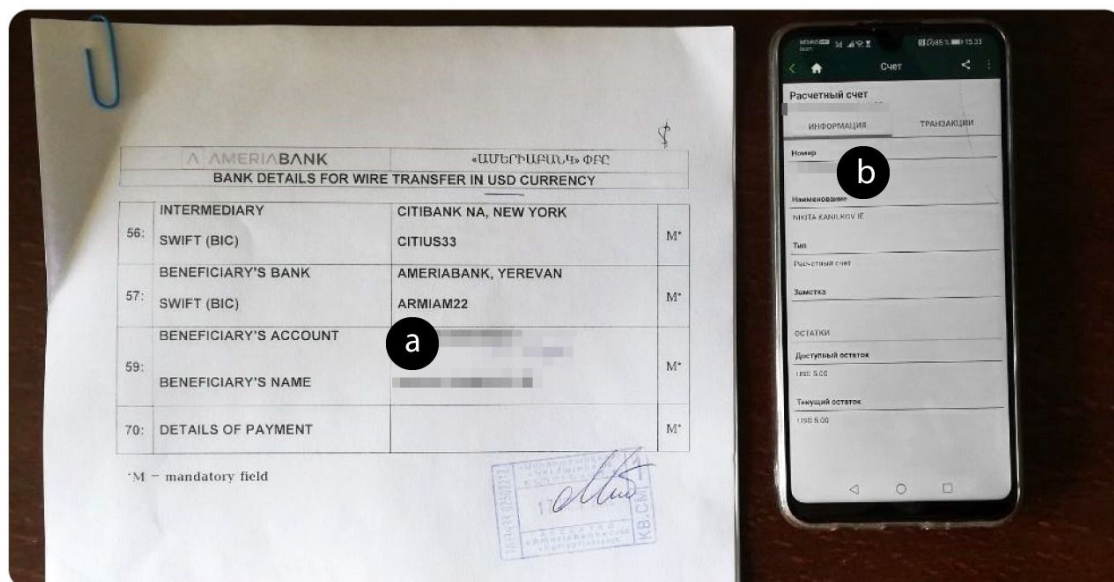 AMERIABANK «ԱՄԵՐԻԱԲԱՆԿ» ՓԲԸ
BANK DETAILS FOR WIRE TRANSFER IN USD CURRENCY
56: INTERMEDIARY CITIBANK NA, NEW YORK M*
SWIFT (BIC) CITIUS33
57: BENEFICIARY'S BANK AMERIABANK, YEREVAN M*
SWIFT (BIC) ARMIAM22
59: BENEFICIARY'S ACCOUNT M*
BENEFICIARY'S NAME
70: DETAILS OF PAYMENT M*
*M – mandatory field
a
15:33
Счет
Расчетный счет
ИНФОРМАЦИЯ ТРАНЗАКЦИИ
Номер
b
Наименование
NIKITA KANILKOV IE
Тип
Расчетный счет
Заметка
ОСТАТКИ
Доступный остаток
USD 5.00
Текущий остаток
USD 5.00